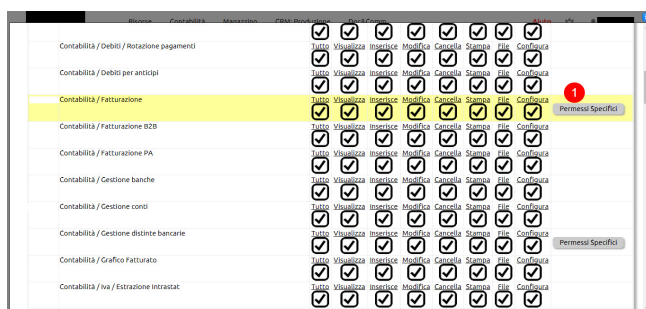 Risorse Contabilità Magazzino CRM: Produzione Doc&Comm. Aiuto
Contabilità / Debiti / Rotazione pagamenti Tutto Visualizza Inserisce Modifica Cancella Stampa File Configura
Contabilità / Debiti per anticipi Tutto Visualizza Inserisce Modifica Cancella Stampa File Configura
1
Contabilità / Fatturazione Tutto Visualizza Inserisce Modifica Cancella Stampa File Configura
Permessi Specifici
Contabilità / Fatturazione B2B Tutto Visualizza Inserisce Modifica Cancella Stampa File Configura
Contabilità / Fatturazione PA Tutto Visualizza Inserisce Modifica Cancella Stampa File Configura
Contabilità / Gestione banche Tutto Visualizza Inserisce Modifica Cancella Stampa File Configura
Contabilità / Gestione conti Tutto Visualizza Inserisce Modifica Cancella Stampa File Configura
Contabilità / Gestione distinte bancarie Tutto Visualizza Inserisce Modifica Cancella Stampa File Configura
Permessi Specifici
Contabilità / Grafico Fatturato Tutto Visualizza Inserisce Modifica Cancella Stampa File Configura
Contabilità / Iva / Estrazione Intrastat Tutto Visualizza Inserisce Modifica Cancella Stampa File Configura